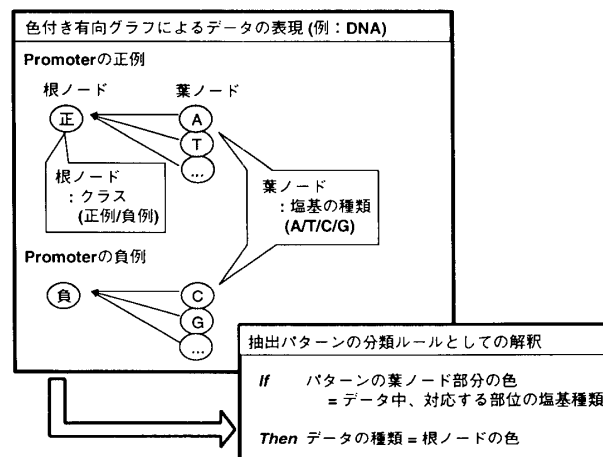 色付き有向グラフによるデータの表現 (例：DNA)
Promoterの正例
根ノード 葉ノード
正 A
T
...
根ノード
：クラス
(正例/負例)
葉ノード
：塩基の種類
(A/T/C/G)
Promoterの負例
負 C
G
...
抽出パターンの分類ルールとしての解釈
If パターンの葉ノード部分の色
= データ中、対応する部位の塩基種類
Then データの種類 = 根ノードの色